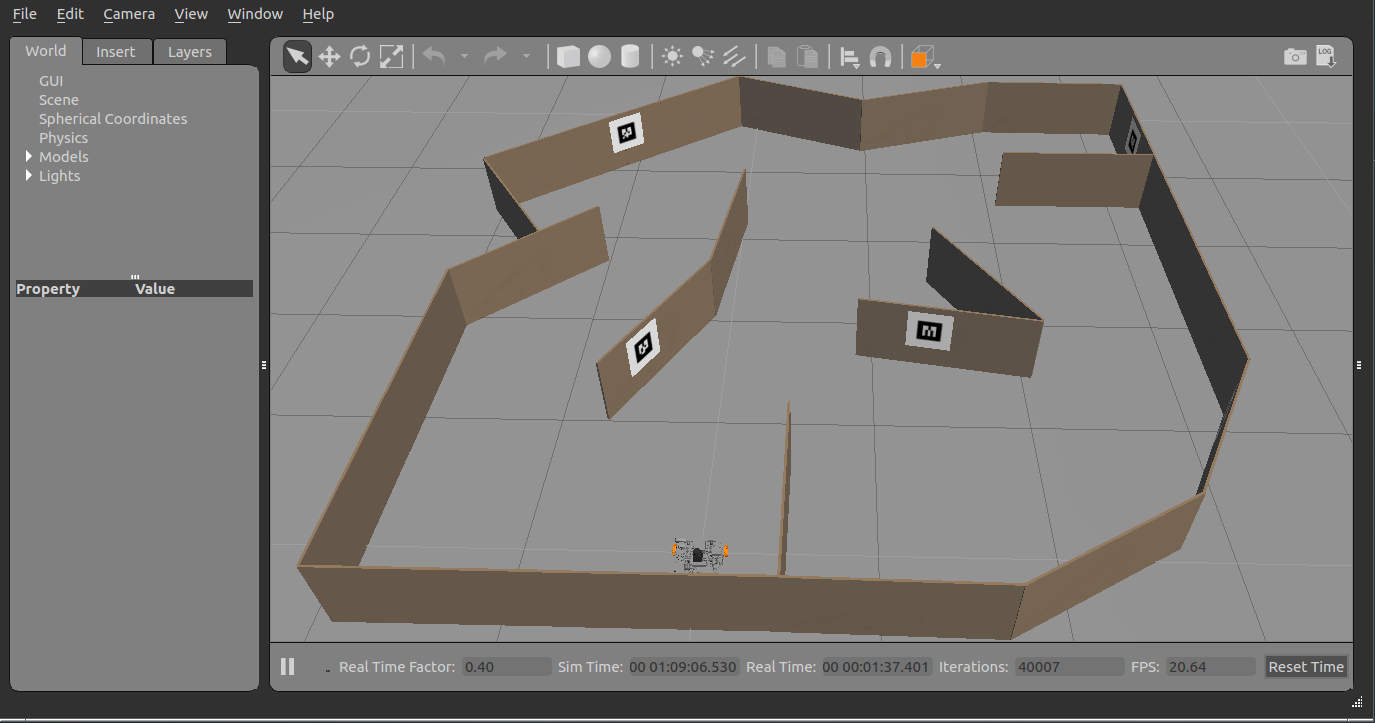 File Edit Camera View Window Help
World Insert Layers
GUI
Scene
Spherical Coordinates
Physics
Models
Lights
Property Value
LOG
Real Time Factor: 0.40 Sim Time: 00 01:09:06.530 Real Time: 00 00:01:37.401 Iterations: 40007 FPS: 20.64 Reset Time